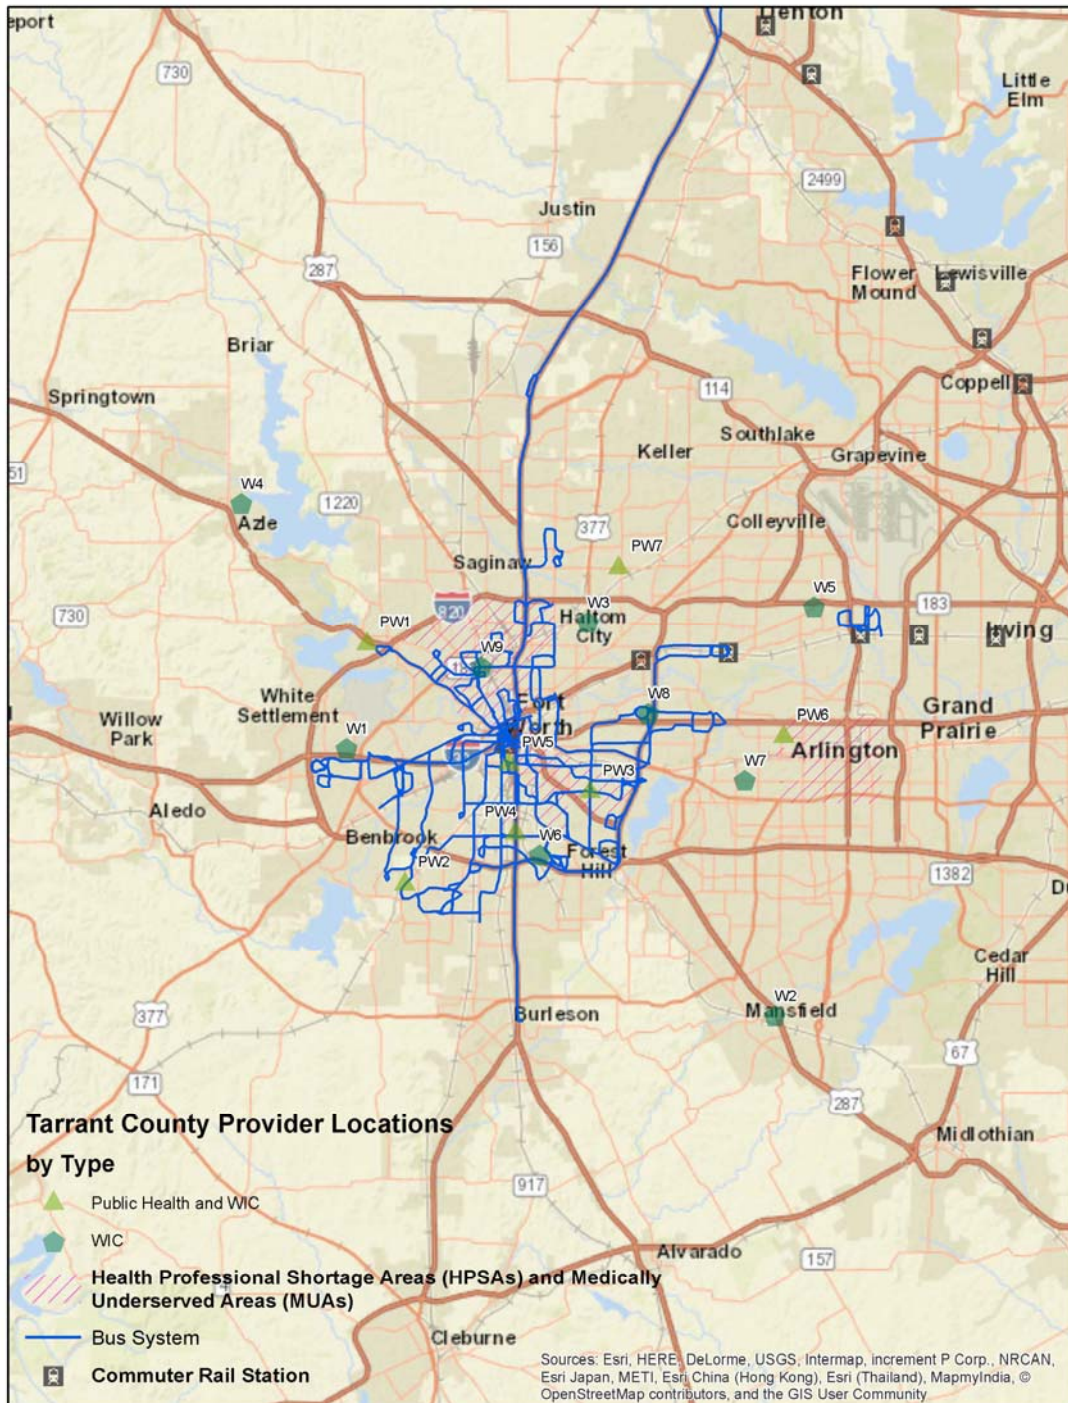 eport
Denton
730
Little
Elm
2499
Justin
156
287
Flower
Mound
Lewisville
Briar
Springtown
114
Coppell
Southlake
Keller
Grapevine
51
W4
1220
Azle
377
Colleyville
Saginaw
PW7
820
W3
W5
183
730
PW1
Haltom
City
Irving
W9
White
Settlement
Fort
Worth
W8
Willow
Park
Grand
Prairie
PW6
W1
PW5
Arlington
PW3
W7
Aledo
PW4
Benbrook
W6
Forest
Hill
PW2
1382
Cedar
Hill
W2
Mansfield
377
Burleson
67
171
287
Midlothian
917
Alvarado
157
Cleburne
Tarrant County Provider Locations
by Type
Public Health and WIC
WIC
Health Professional Shortage Areas (HPSAs) and Medically
Underserved Areas (MUAs)
Bus System
Commuter Rail Station
Sources: Esri, HERE, DeLorme, USGS, Intermap, increment P Corp., NRCAN,
Esri Japan, METI, Esri China (Hong Kong), Esri (Thailand), MapmyIndia, ©
OpenStreetMap contributors, and the GIS User Community